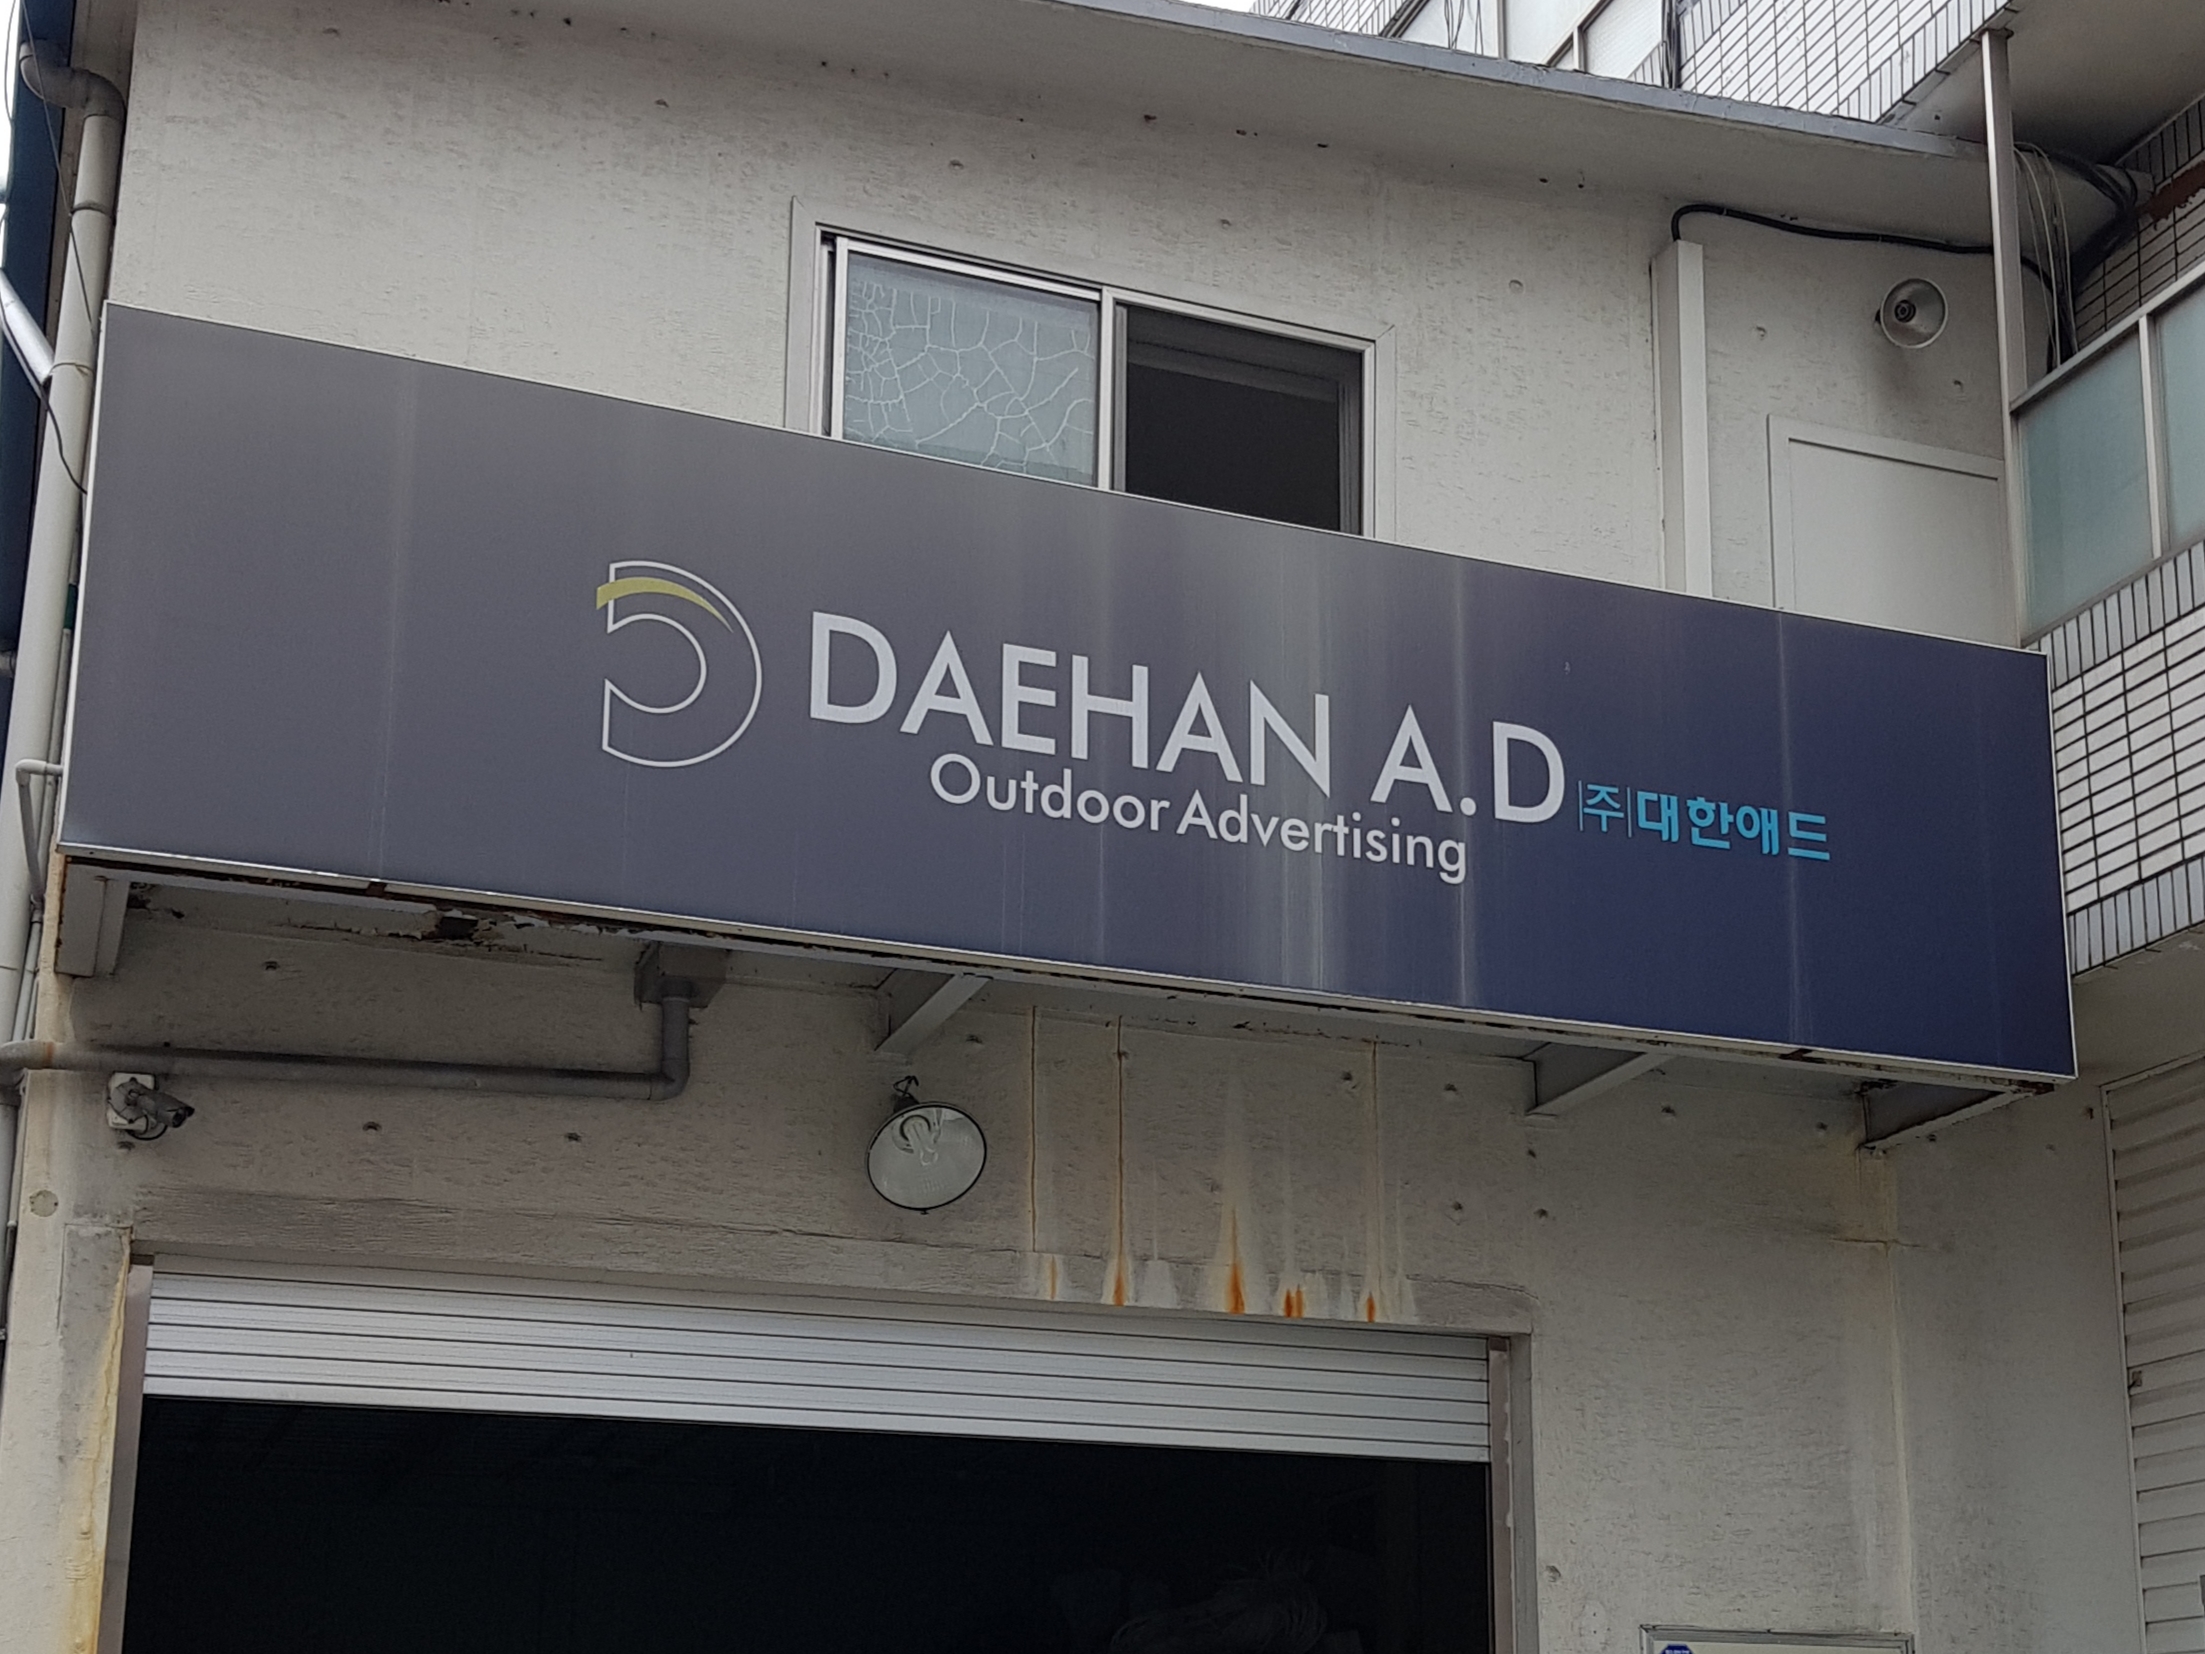 DAEHAN A.D |주|대한애드
Outdoor Advertising